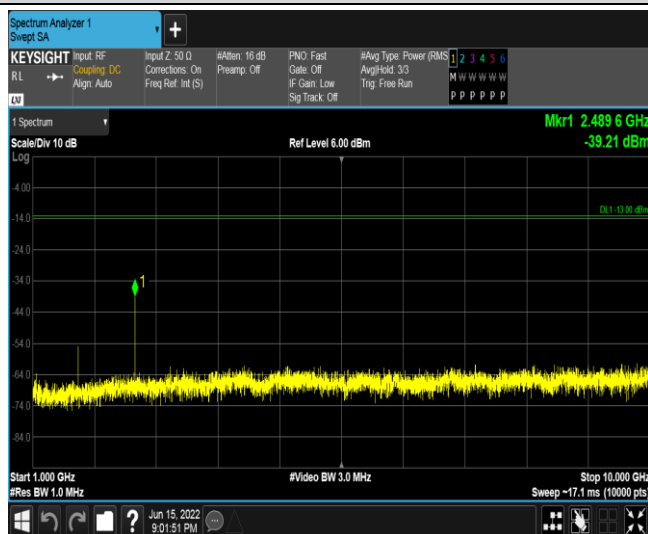 Spectrum Analyzer 1
Swept SA
+
KEYSIGHT Input: RF Input Z: 50 Ω #Atten: 16 dB PNO: Fast #Avg Type: Power (RMS 1 2 3 4 5 6
RL Coupling: DC Corrections: On Preamp: Off Gate: Off Avg|Hold: 3/3 M W W W W W
Align: Auto Freq Ref: Int (S) IF Gain: Low Trig: Free Run
Sig Track: Off P P P P P P
LXI
1 Spectrum Mkr1 2.489 6 GHz
Scale/Div 10 dB Ref Level 6.00 dBm -39.21 dBm
Log
-4.00
DL1 -13.00 dBm
-14.0
-24.0
-34.0
1
-44.0
-54.0
-64.0
-74.0
-84.0
Start 1.000 GHz #Video BW 3.0 MHz Stop 10.000 GHz
#Res BW 1.0 MHz Sweep ~17.1 ms (10000 pts)
? Jun 15, 2022
9:01:51 PM